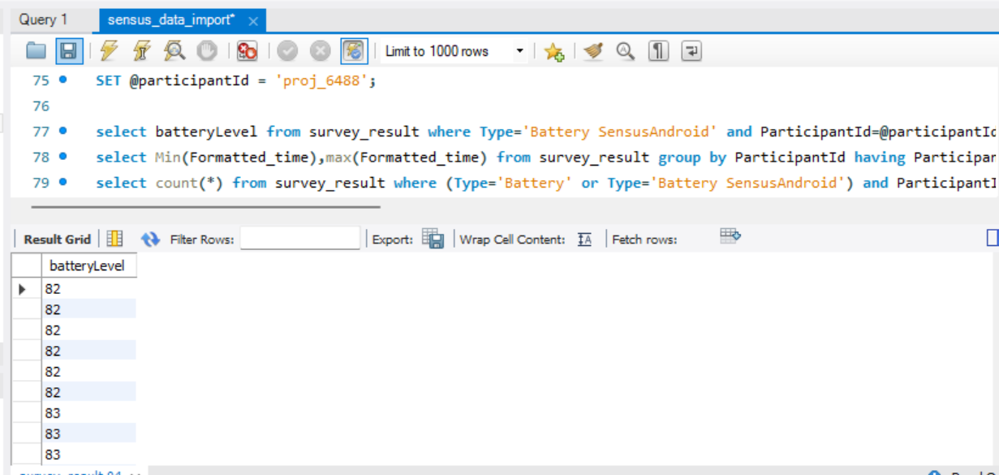 Query 1 sensus_data_import*
Limit to 1000 rows
75 SET @participantId = 'proj_6488';
76
77 select batteryLevel from survey_result where Type='Battery SensusAndroid' and ParticipantId=@participantId
78 select Min(Formatted_time),max(Formatted_time) from survey_result group by ParticipantId having Participan
79 select count(*) from survey_result where (Type='Battery' or Type='Battery SensusAndroid') and ParticipantI
Result Grid Filter Rows: Export: Wrap Cell Content: Fetch rows:
batteryLevel
82
82
82
82
82
82
83
83
83